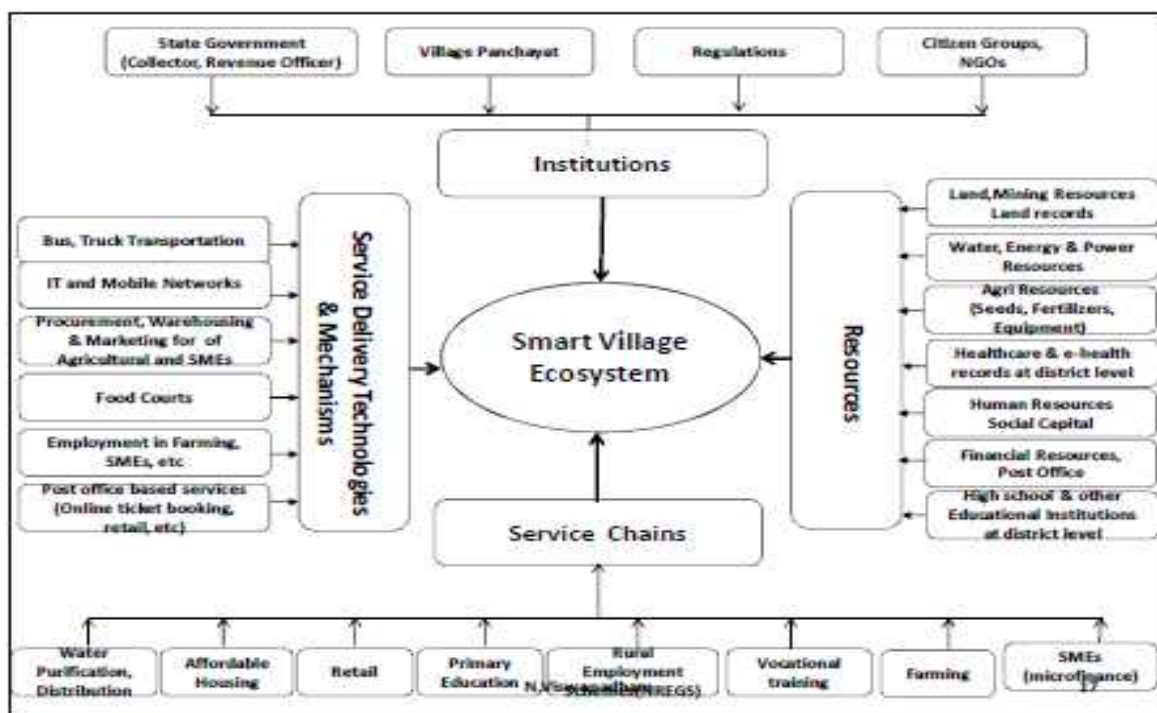 State Government
(Collector, Revenue Officer)
Village Panchayat
Regulations
Citizen Groups,
NGOs
Institutions
Bus, Truck Transportation
IT and Mobile Networks
Procurement, Warehousing
& Marketing for of
Agricultural and SMEs
Food Courts
Employment in Farming,
SMEs, etc
Post office based services
(Online ticket booking,
retail, etc)
Service Delivery Technologies
& Mechanisms
Smart Village
Ecosystem
Resources
Land,Mining Resources
Land records
Water, Energy & Power
Resources
Agri Resources
(Seeds, Fertilizers,
Equipment)
Healthcare & e-health
records at district level
Human Resources
Social Capital
Financial Resources,
Post Office
High school & other
Educational Institutions
at district level
Service Chains
Water
Purification,
Distribution
Affordable
Housing
Retail
Primary
Education
Rural
Employment
(NREGS)
Vocational
training
Farming
SMEs
(microfinance)
17